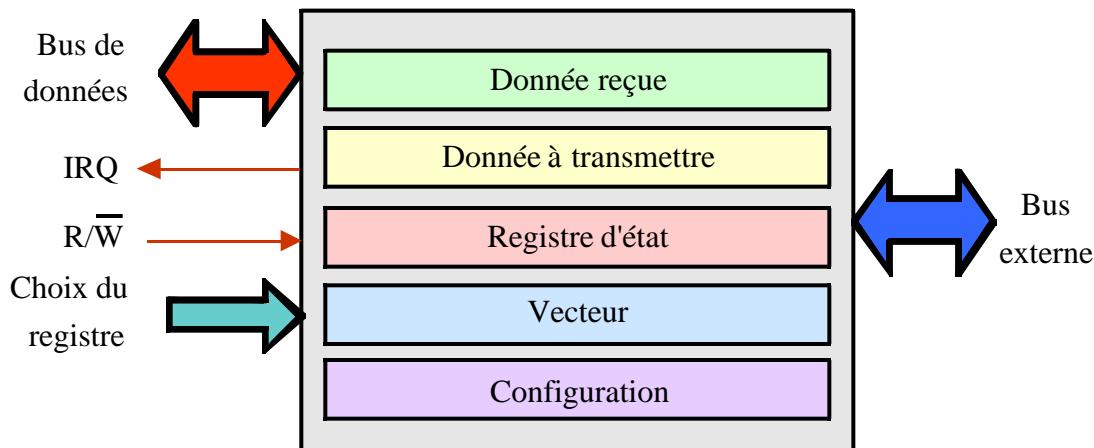 Bus de
données
IRQ
R/W̅
Choix du
registre
Donnée reçue
Donnée à transmettre
Registre d'état
Vecteur
Configuration
Bus
externe